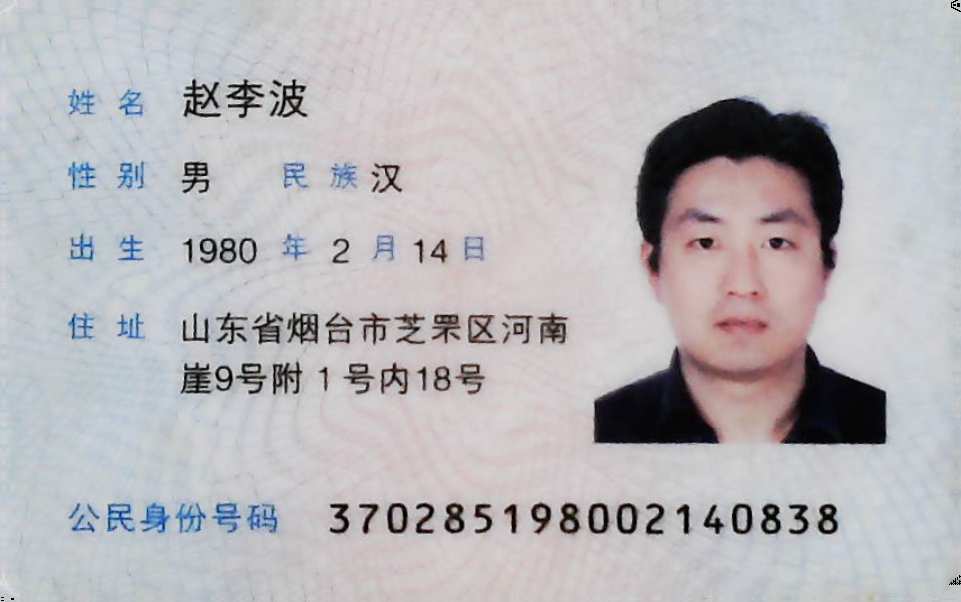 姓名 赵李波
性别 男 民族 汉
出生 1980 年 2 月 14 日
住址 山东省烟台市芝罘区河南
崖9号附1号内18号
公民身份号码 370285198002140838